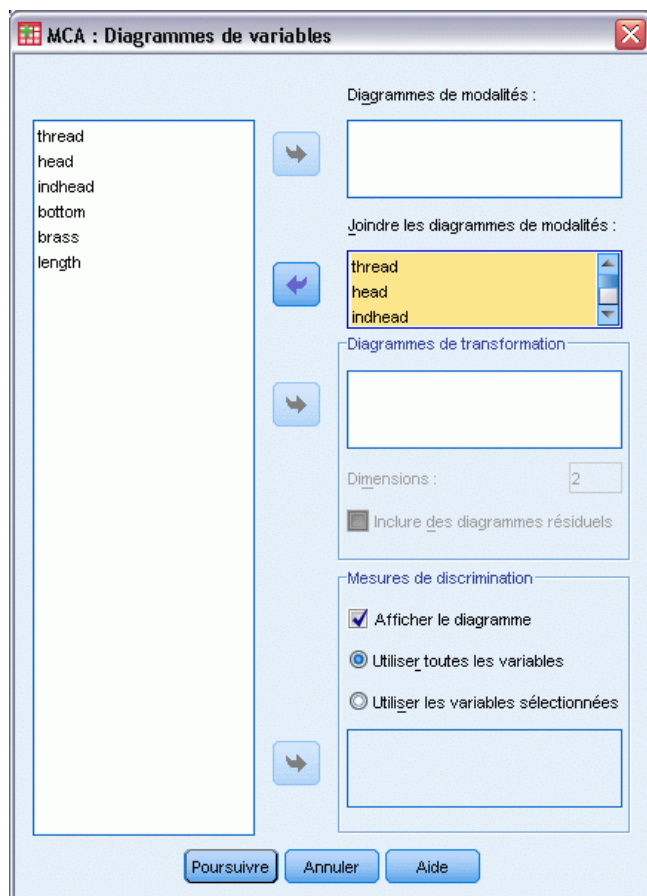 MCA : Diagrammes de variables
thread
head
indhead
bottom
brass
length
Diagrammes de modalités :
Joindre les diagrammes de modalités :
thread
head
indhead
Diagrammes de transformation
Dimensions :
2
Inclure des diagrammes résiduels
Mesures de discrimination
Afficher le diagramme
Utiliser toutes les variables
Utiliser les variables sélectionnées
Poursuivre
Annuler
Aide